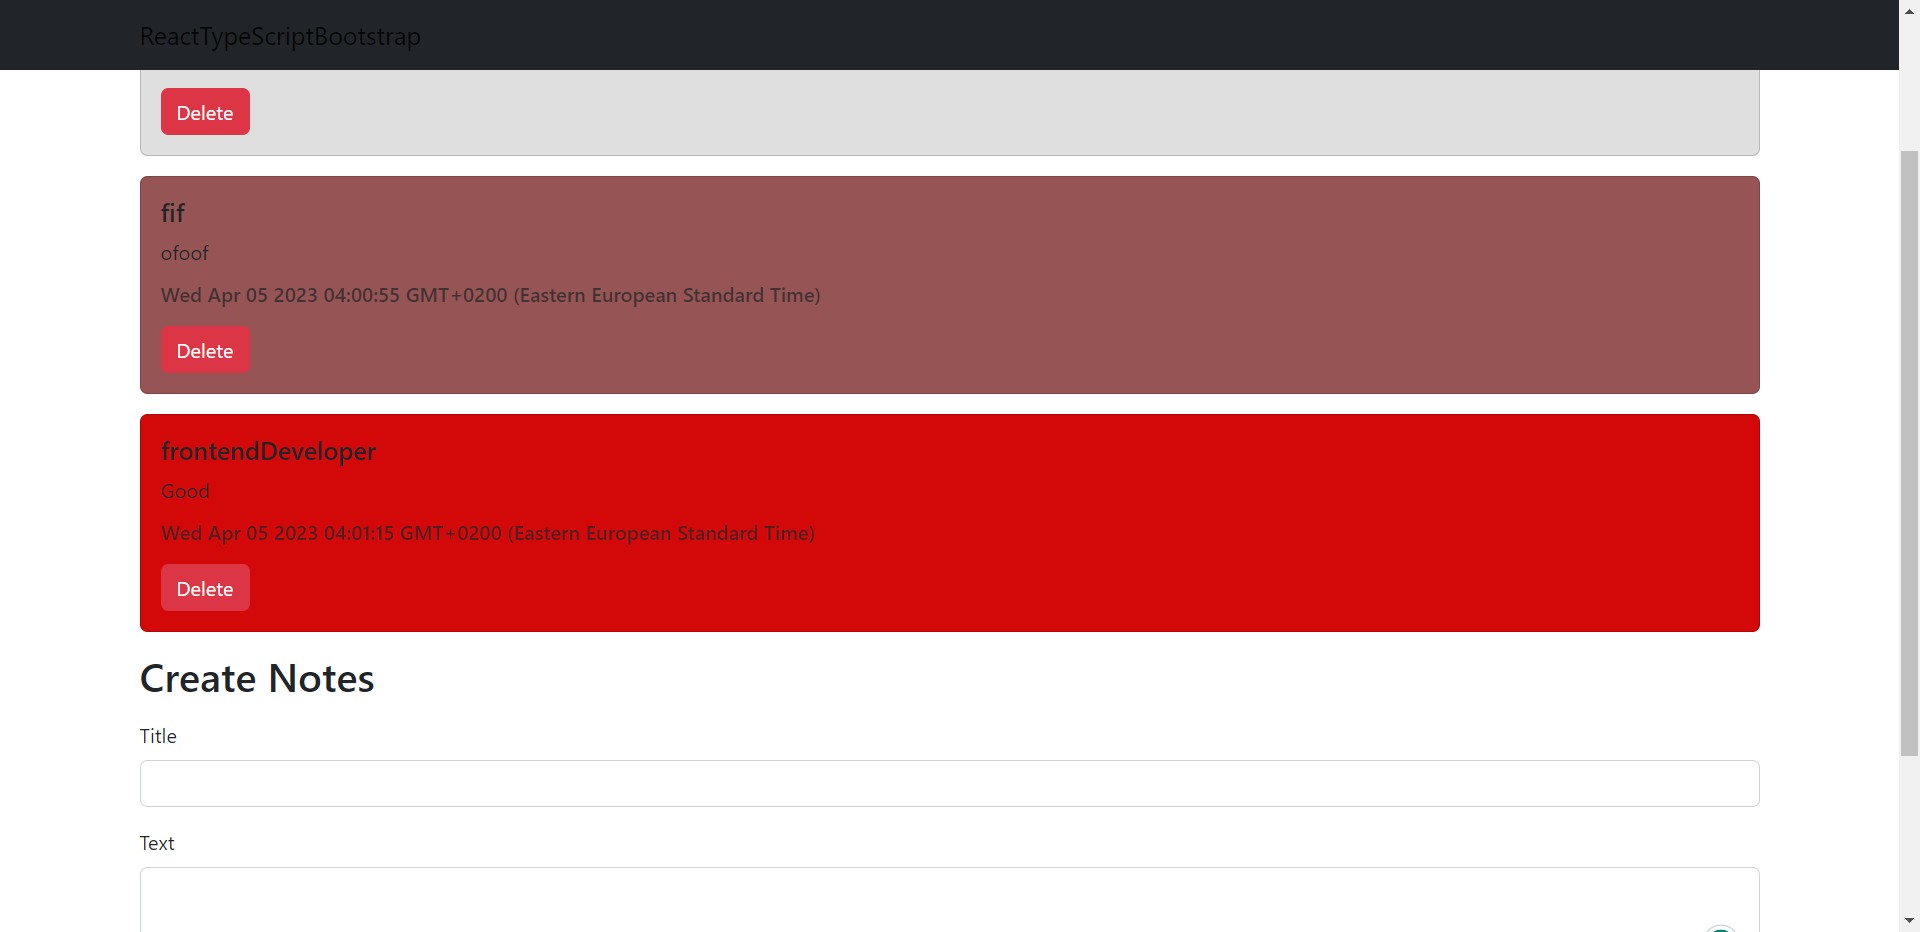 ReactTypeScriptBootstrap
Delete
fif
ofoof
Wed Apr 05 2023 04:00:55 GMT+0200 (Eastern European Standard Time)
Delete
frontendDeveloper
Good
Wed Apr 05 2023 04:01:15 GMT+0200 (Eastern European Standard Time)
Delete
Create Notes
Title
Text